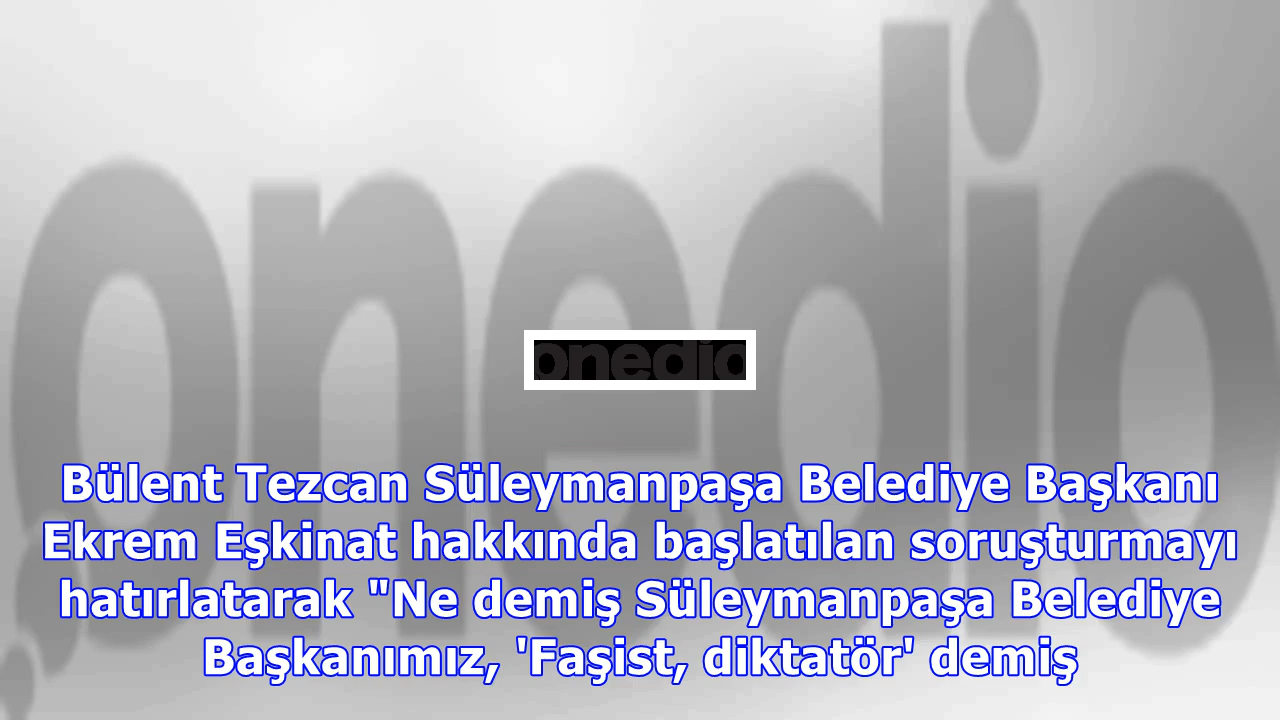 onedio
onedio
Bülent Tezcan Süleymanpaşa Belediye Başkanı
Ekrem Eşkinat hakkında başlatılan soruşturmayı
hatırlatarak "Ne demiş Süleymanpaşa Belediye
Başkanımız, 'Faşist, diktatör' demiş